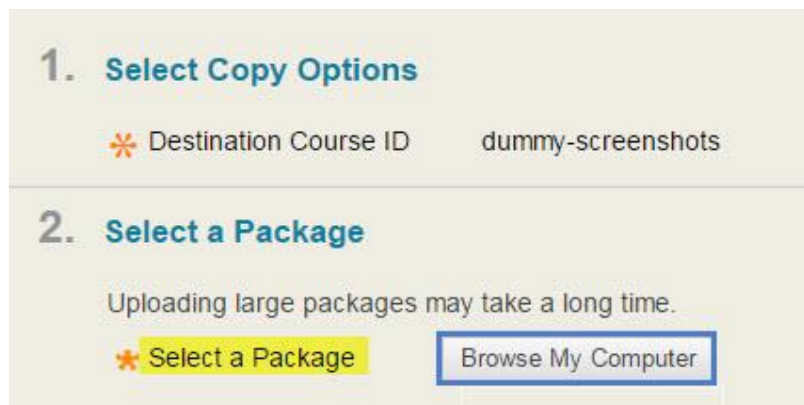 1. Select Copy Options
* Destination Course ID dummy-screenshots
2. Select a Package
Uploading large packages may take a long time.
* Select a Package Browse My Computer